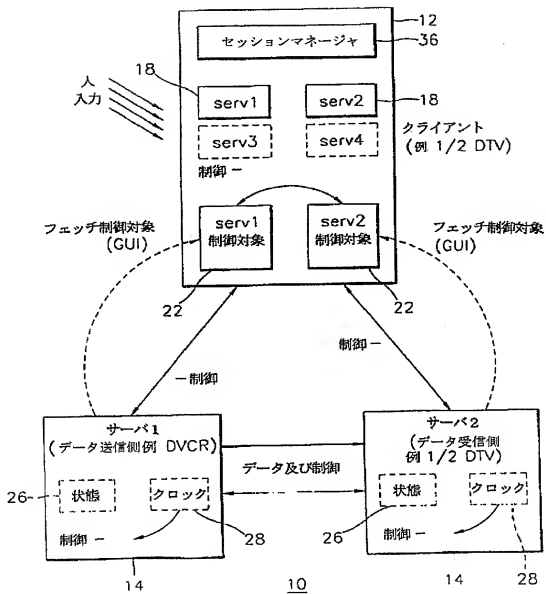 12
セッションマネージャ
36
18
人
入力
serv1
serv2
18
serv3
serv4
クライアント
(例 1/2 DTV)
制御 −
フェッチ制御対象
(GUI)
serv1
制御対象
serv2
制御対象
フェッチ制御対象
(GUI)
22
22
制御 −
− 制御
サーバ 1
(データ送信側例 DVCR)
サーバ 2
(データ受信側
例 1/2 DTV)
データ及び制御
26
状態
クロック
28
制御 −
14
26
状態
クロック
28
制御 −
14
10